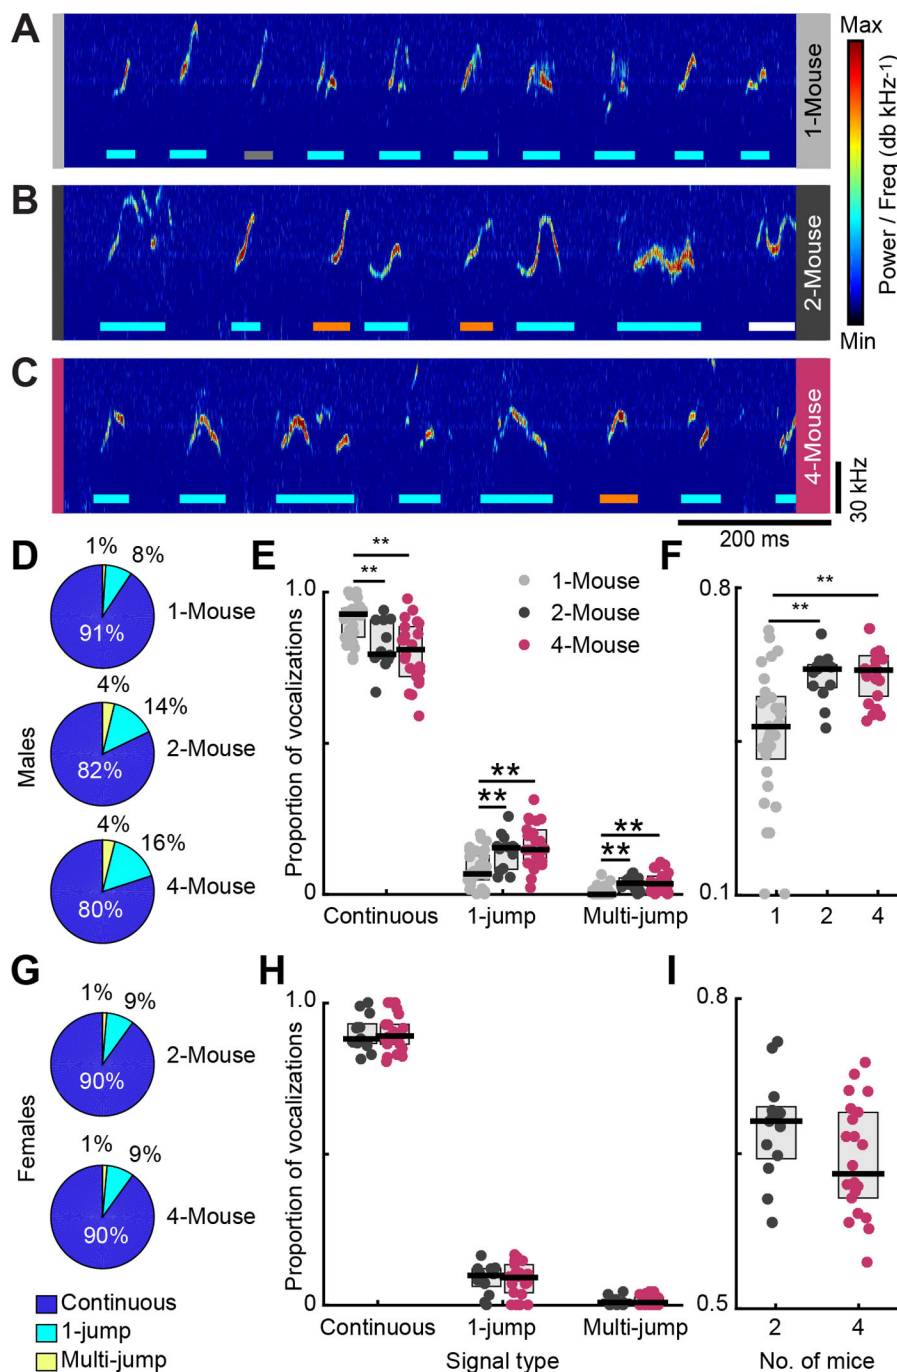 A
1-Mouse
Max
Power / Freq (db kHz-1)
Min
B
2-Mouse
C
4-Mouse
30 kHz
200 ms
D
1%
8%
91%
1-Mouse
4%
14%
82%
2-Mouse
4%
16%
80%
4-Mouse
Males
E
**
**
1-Mouse
2-Mouse
4-Mouse
1.0
Proportion of vocalizations
0
**
**
**
**
Continuous
1-jump
Multi-jump
F
0.8
**
**
0.1
1
2
4
G
1%
9%
90%
2-Mouse
1%
9%
90%
4-Mouse
Females
Continuous
1-jump
Multi-jump
H
1.0
Proportion of vocalizations
0
Continuous
1-jump
Multi-jump
Signal type
I
0.8
0.5
2
4
No. of mice